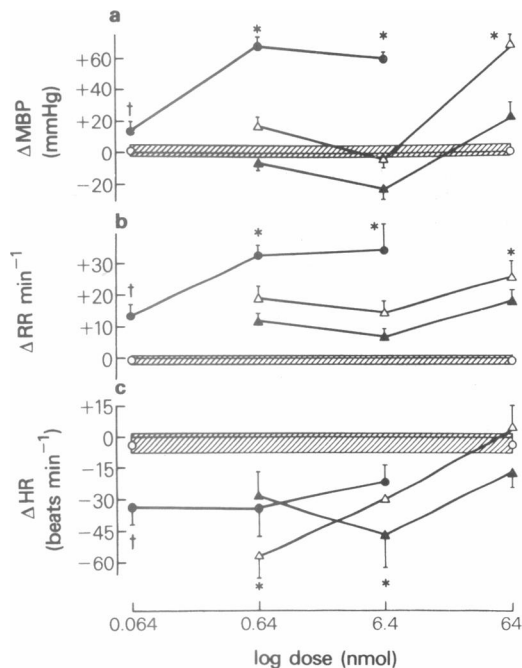 a
* * *
+60
+40
+20
0
−20
†
ΔMBP
(mmHg)
b
* * *
+30
+20
+10
0
†
ΔRR min⁻¹
c
+15
0
−15
−30
−45
−60
†
* *
ΔHR
(beats min⁻¹)
0.064 0.64 6.4 64
log dose (nmol)